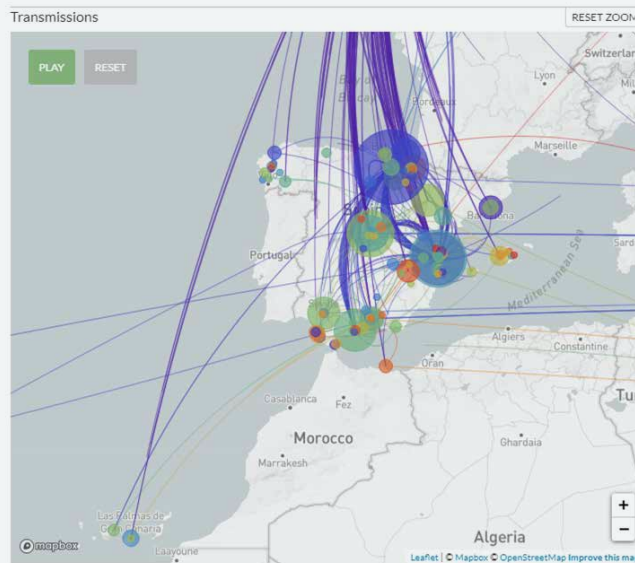 Transmissions
RESET ZOOM
PLAY
RESET
Switzerlan
Lyon
Bordeaux
Marseille
Barcelona
Portugal
Sard
Mediterranean Sea
Algiers
Constantine
Oran
Tu
Casablanca
Fez
Morocco
Ghardaia
Marrakesh
Las Palmas de
Gran Canaria
Laayoune
Algeria
+
−
mapbox
Leaflet | © Mapbox © OpenStreetMap Improve this ma